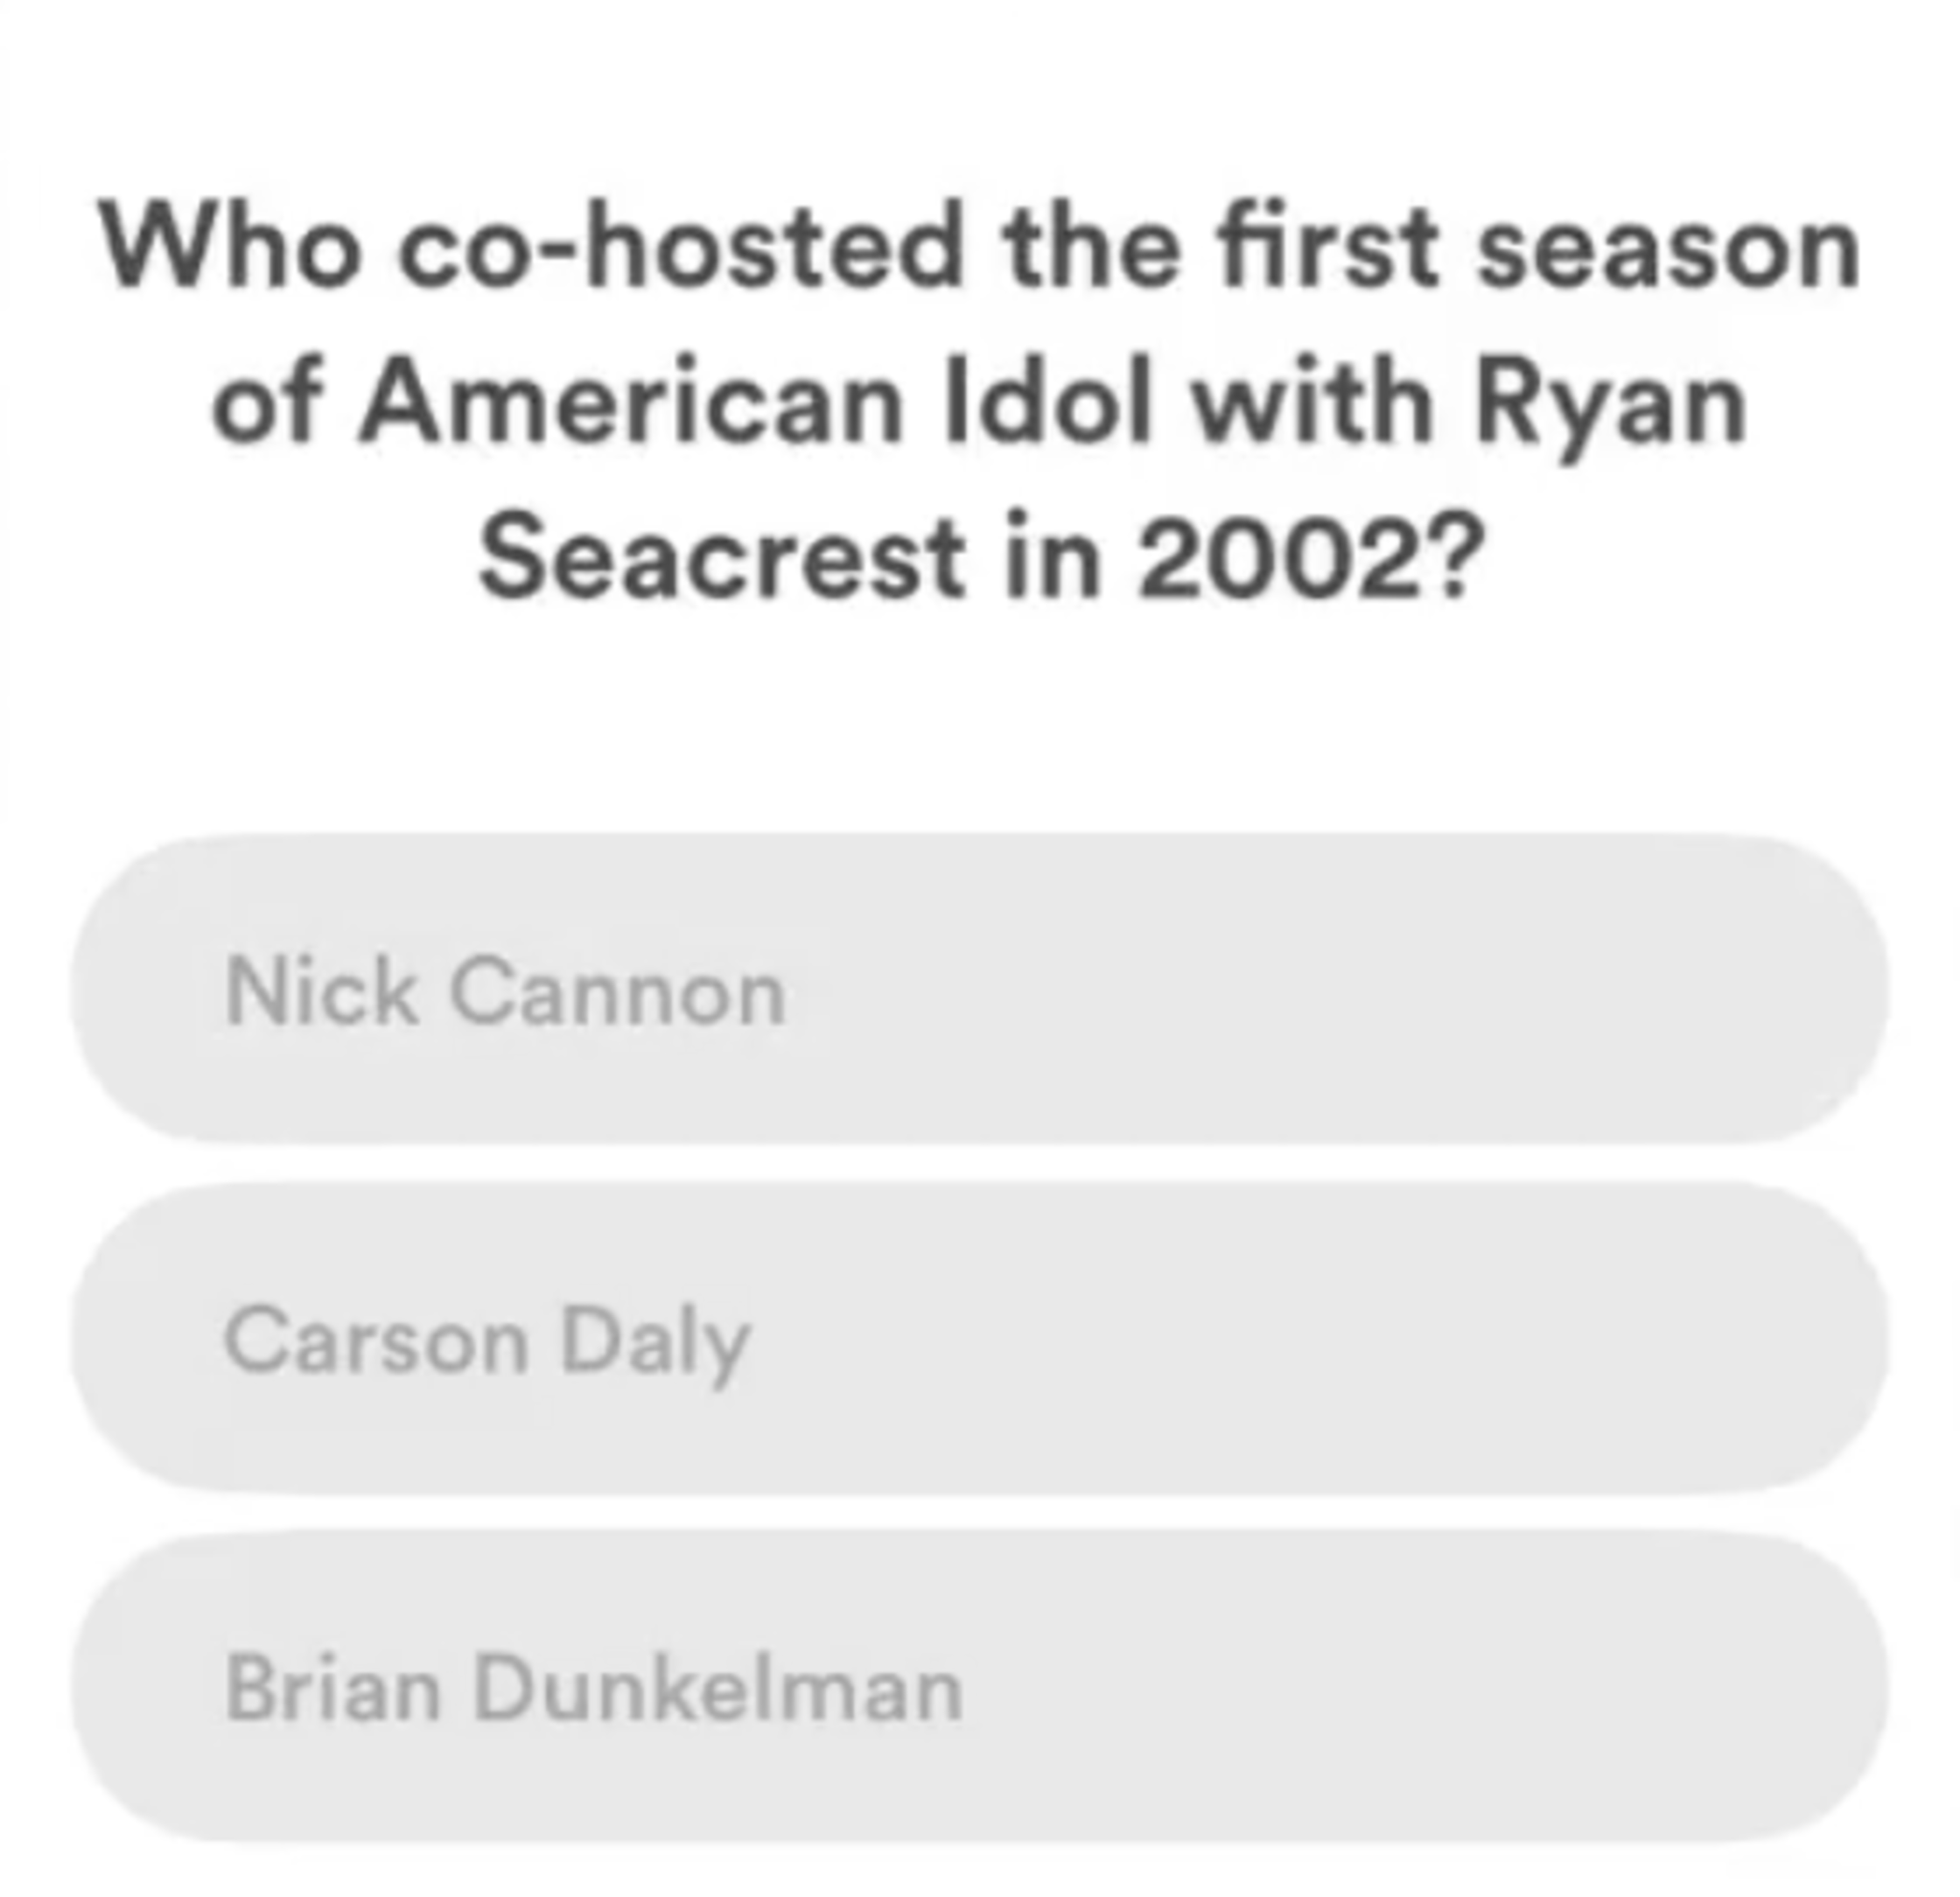 Who co-hosted the first season
of American Idol with Ryan
Seacrest in 2002?
Nick Cannon
Carson Daly
Brian Dunkelman